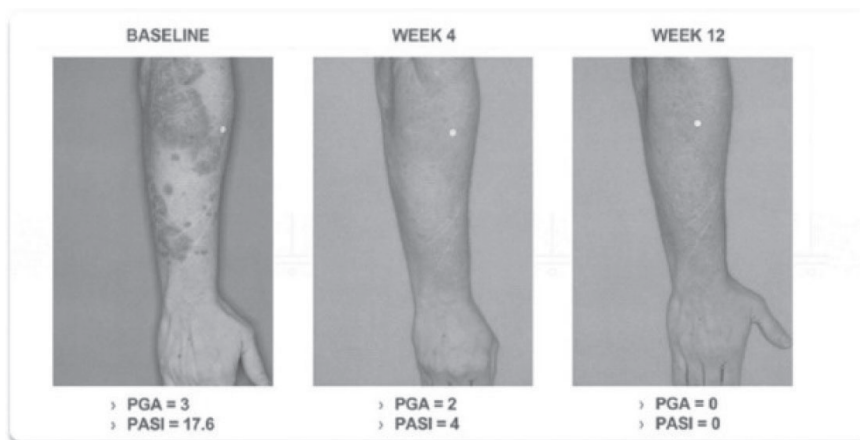 BASELINE
WEEK 4
WEEK 12
› PGA = 3
› PASI = 17.6
› PGA = 2
› PASI = 4
› PGA = 0
› PASI = 0